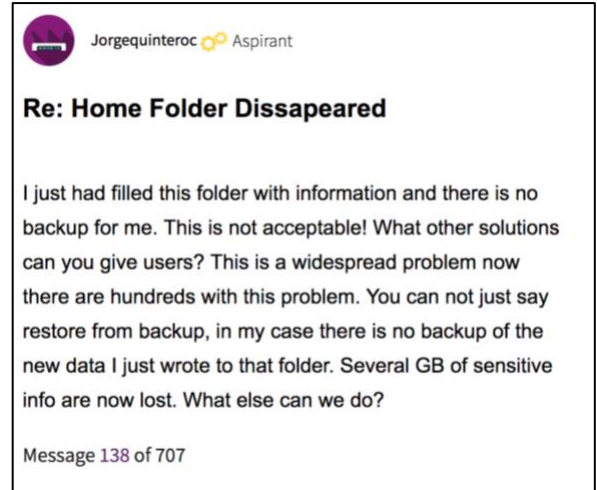 Jorgequinteroc Aspirant
Re: Home Folder Dissapeared
I just had filled this folder with information and there is no
backup for me. This is not acceptable! What other solutions
can you give users? This is a widespread problem now
there are hundreds with this problem. You can not just say
restore from backup, in my case there is no backup of the
new data I just wrote to that folder. Several GB of sensitive
info are now lost. What else can we do?
Message 138 of 707